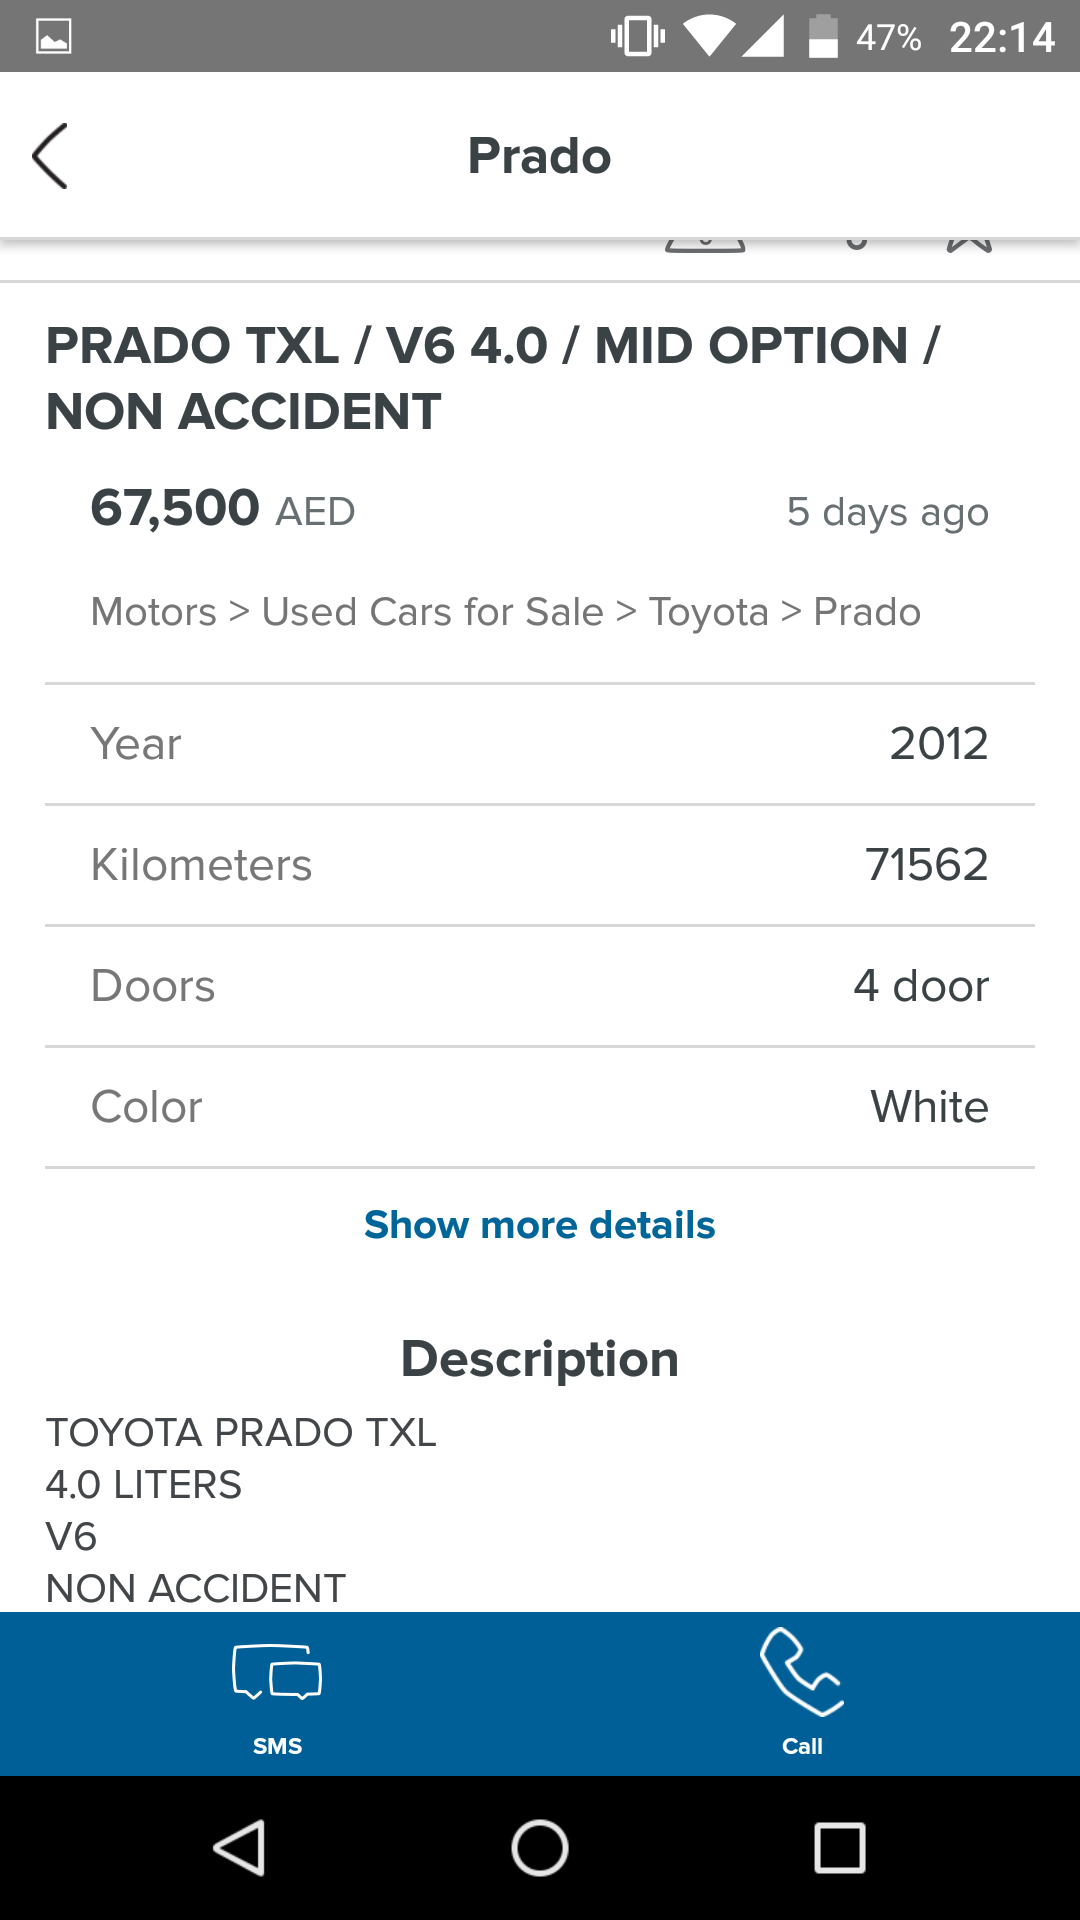 47% 22:14
Prado
PRADO TXL / V6 4.0 / MID OPTION /
NON ACCIDENT
67,500 AED 5 days ago
Motors > Used Cars for Sale > Toyota > Prado
Year 2012
Kilometers 71562
Doors 4 door
Color White
Show more details
Description
TOYOTA PRADO TXL
4.0 LITERS
V6
NON ACCIDENT
SMS Call